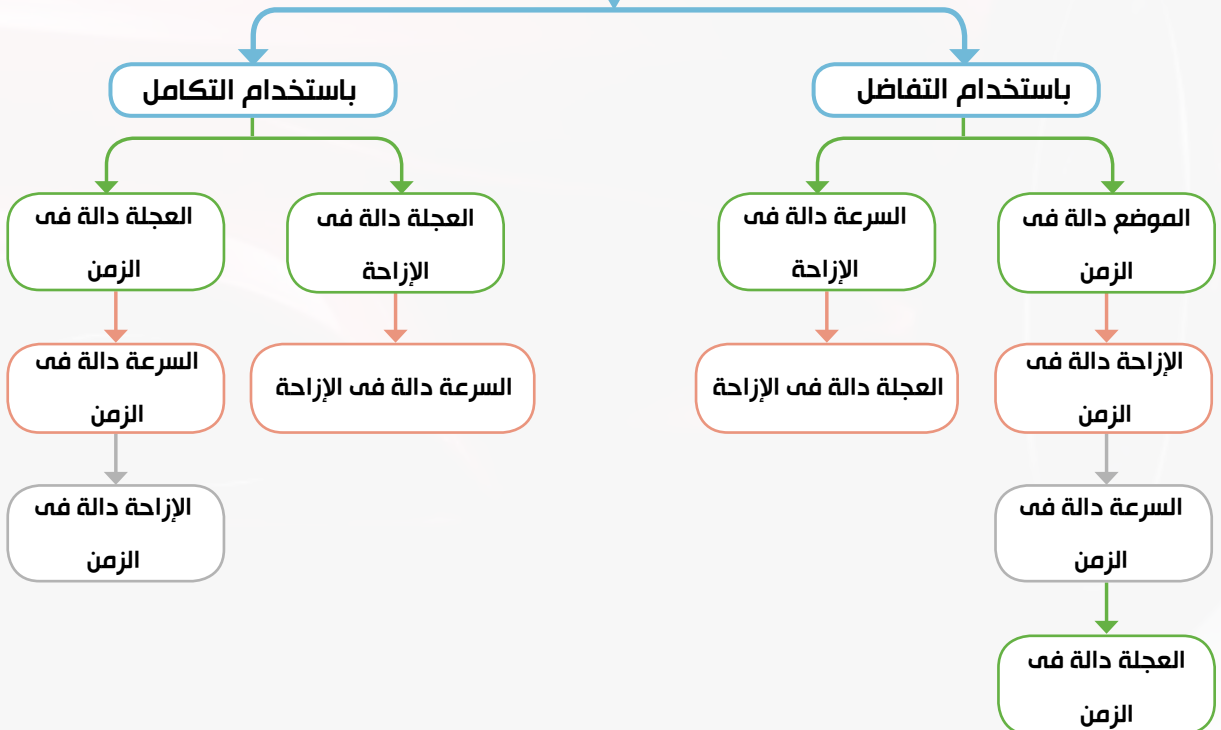 باستخدام التفاضل
باستخدام التكامل
الموضع دالة فى
الزمن
السرعة دالة فى
الإزاحة
العجلة دالة فى
الإزاحة
العجلة دالة فى
الزمن
الإزاحة دالة فى
الزمن
العجلة دالة فى الإزاحة
السرعة دالة فى الإزاحة
السرعة دالة فى
الزمن
السرعة دالة فى
الزمن
الإزاحة دالة فى
الزمن
العجلة دالة فى
الزمن